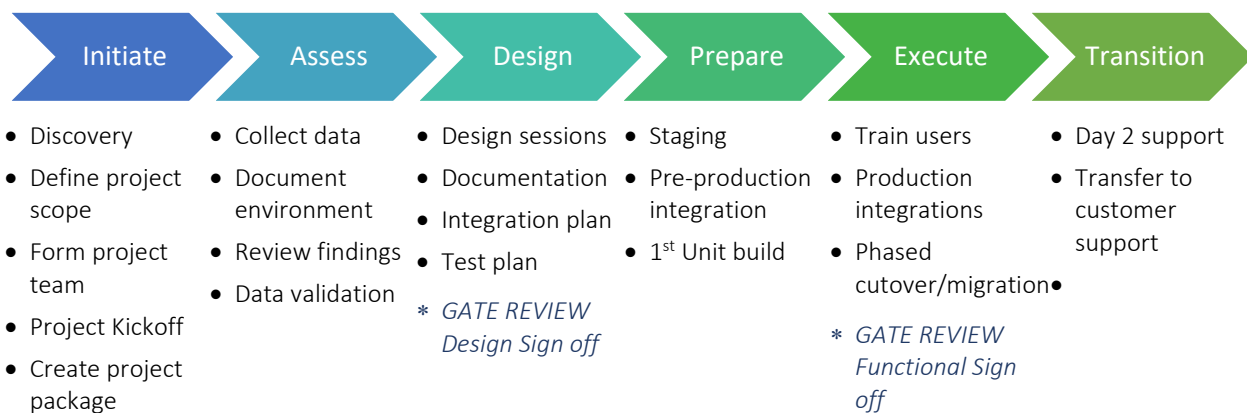 Initiate
Assess
Design
Prepare
Execute
Transition
• Discovery
• Define project
scope
• Form project
team
• Project Kickoff
• Create project
package
• Collect data
• Document
environment
• Review findings
• Data validation
• Design sessions
• Documentation
• Integration plan
• Test plan
* GATE REVIEW
Design Sign off
• Staging
• Pre-production
integration
• 1st Unit build
• Train users
• Production
integrations
• Phased
cutover/migration
* GATE REVIEW
Functional Sign
off
• Day 2 support
• Transfer to
customer
support
•